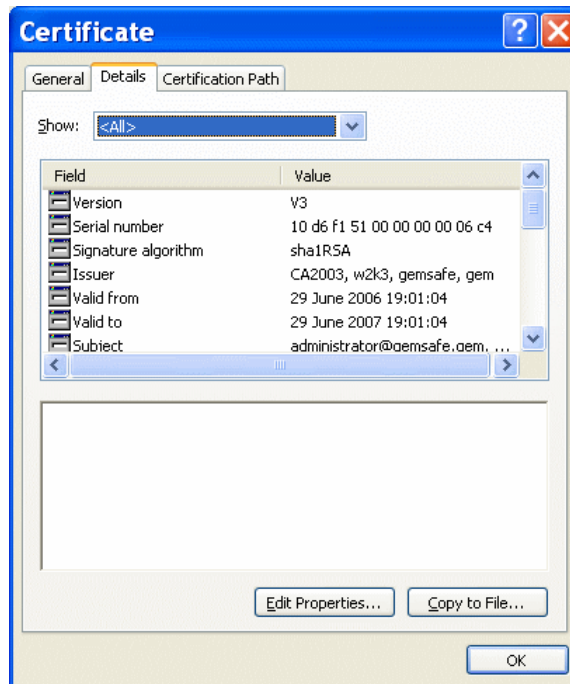 Certificate
General Details Certification Path
Show: <All>
Field Value
Version V3
Serial number 10 d6 f1 51 00 00 00 00 06 c4
Signature algorithm sha1RSA
Issuer CA2003, w2k3, gemsafe, gem
Valid from 29 June 2006 19:01:04
Valid to 29 June 2007 19:01:04
Subject administrator@gemsafe.gem, ...
Edit Properties... Copy to File...
OK